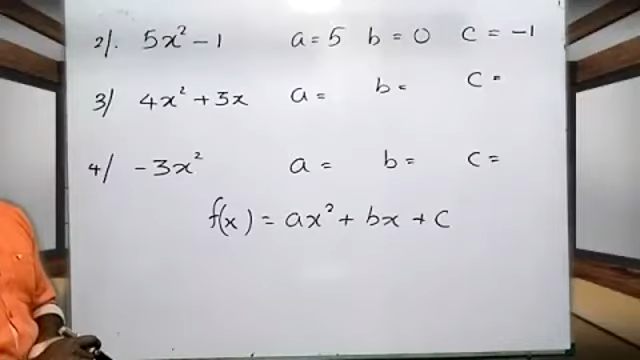 2). 5x² - 1 a = 5 b = 0 c = -1
3) 4x² + 3x a = b = c =
4) - 3x² a = b = c =
f(x) = ax² + bx + c